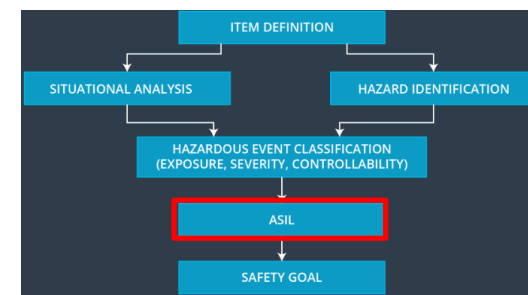 ITEM DEFINITION
SITUATIONAL ANALYSIS
HAZARD IDENTIFICATION
HAZARDOUS EVENT CLASSIFICATION
(EXPOSURE, SEVERITY, CONTROLLABILITY)
ASIL
SAFETY GOAL